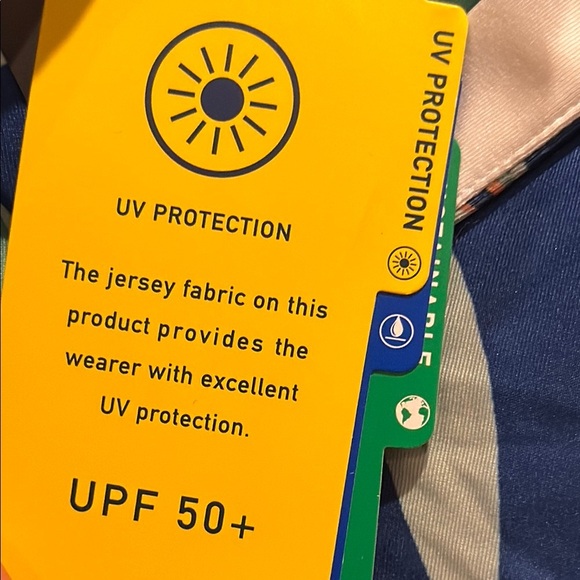 UV PROTECTION
The jersey fabric on this
product provides the
wearer with excellent
UV protection.
UPF 50+
UV PROTECTION